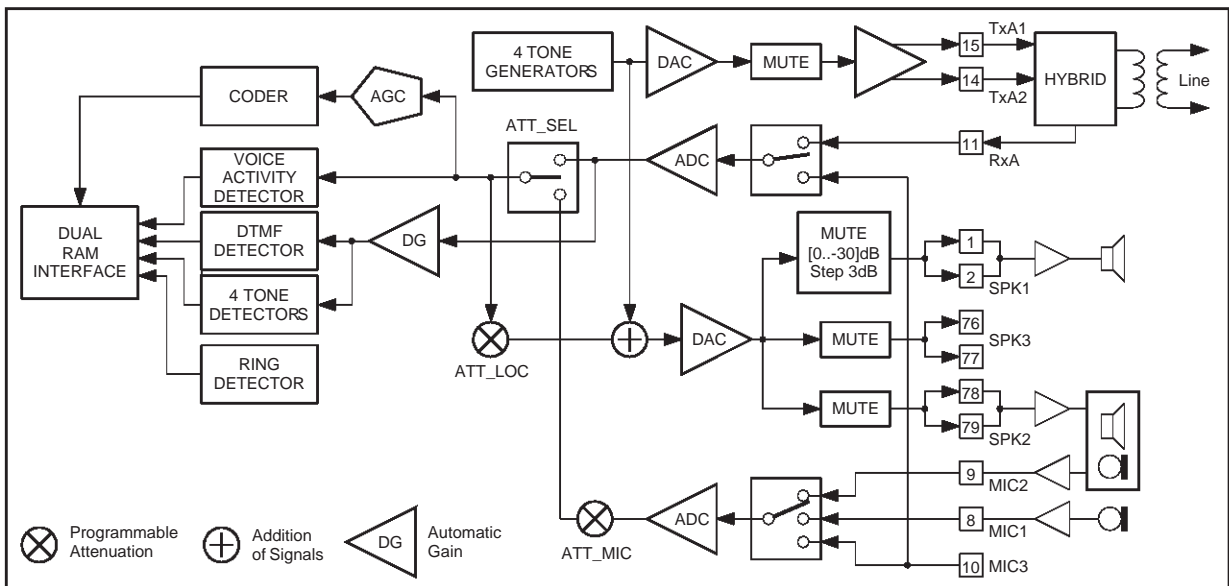 4 TONE
GENERATORS
DAC
MUTE
15
TxA1
14
TxA2
HYBRID
Line
CODER
AGC
ATT_SEL
ADC
11
RxA
VOICE
ACTIVITY
DETECTOR
DUAL
RAM
INTERFACE
DTMF
DETECTOR
DG
4 TONE
DETECTORS
RING
DETECTOR
ATT_LOC
DAC
MUTE
[0..-30]dB
Step 3dB
1
2
SPK1
MUTE
76
77
SPK3
MUTE
78
79
SPK2
ATT_MIC
ADC
9
MIC2
8
MIC1
10
MIC3
Programmable
Attenuation
Addition
of Signals
DG
Automatic
Gain